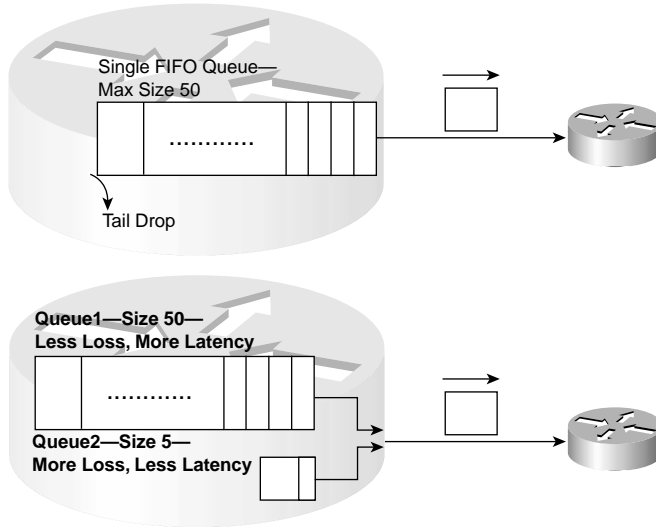 Single FIFO Queue—
Max Size 50
Tail Drop
Queue1—Size 50—
Less Loss, More Latency
Queue2—Size 5—
More Loss, Less Latency